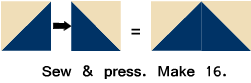 =
Sew & press. Make 16.